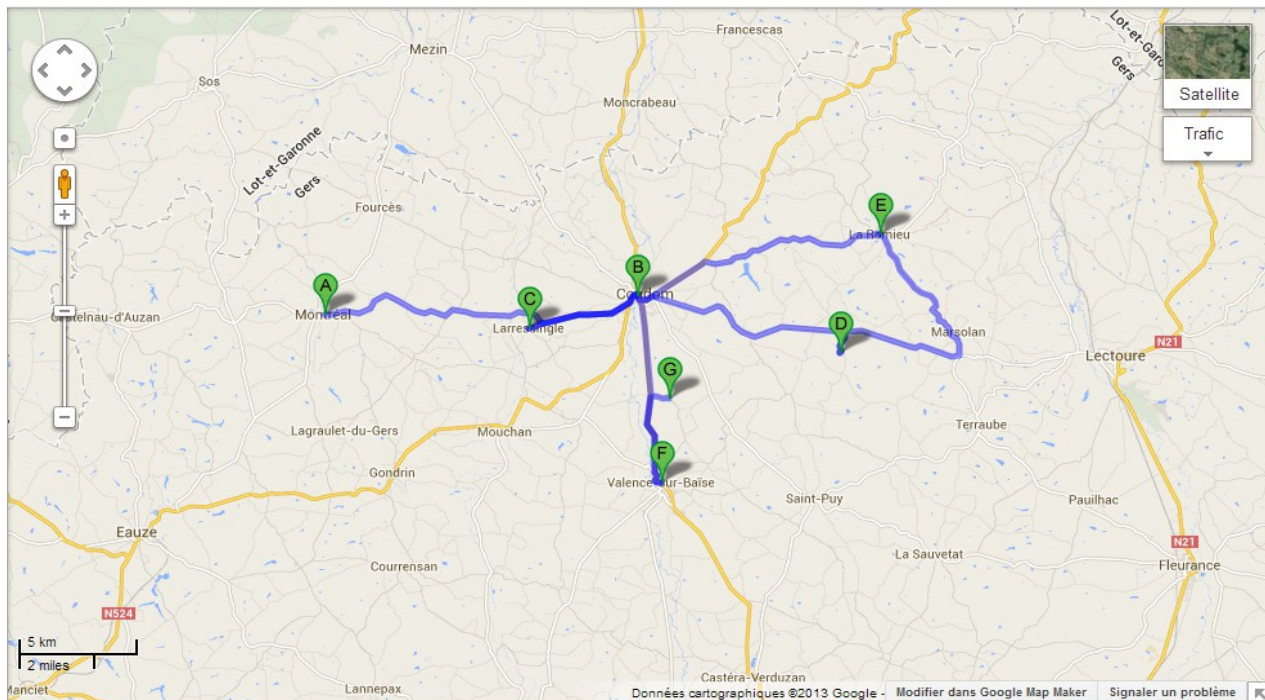 Francescas
Lot-et-Garonne
Gers
Mezin
Sos
Satellite
Moncrabeau
Trafic
Lot-et-Garonne
Gers
E
Fourcès
La Romieu
B
A
Condom
C
Castelnau-d'Auzan
Montréal
D
Larressingle
Marsolan
N21
Lectoure
G
Terraube
Lagraulet-du-Gers
Mouchan
F
Gondrin
Valence-sur-Baïse
Saint-Puy
Pauilhac
Eauze
N21
La Sauvetat
Courrensan
Fleurance
N524
5 km
2 miles
Castéra-Verduzan
Manciet
Lannepax
Données cartographiques ©2013 Google -
Modifier dans Google Map Maker
Signaler un problème